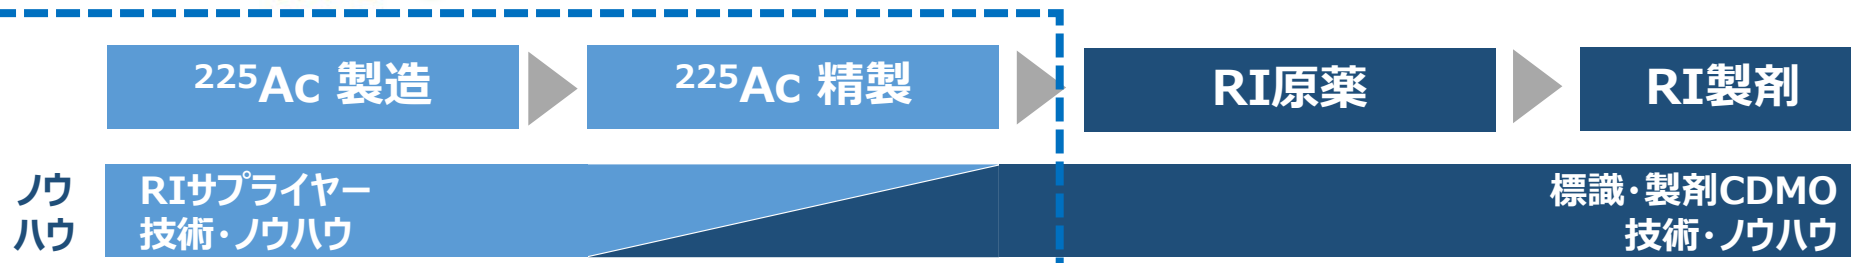 ²²⁵Ac 製造
²²⁵Ac 精製
RI原薬
RI製剤
ノウ
ハウ
RIサプライヤー
技術・ノウハウ
標識・製剤CDMO
技術・ノウハウ